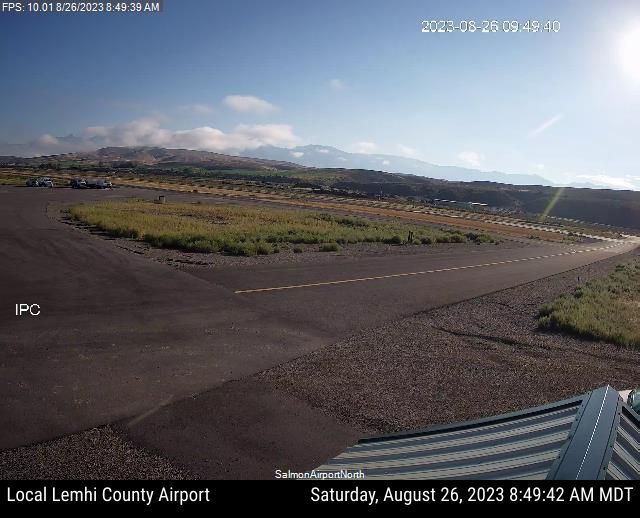 FPS: 10.01 8/26/2023 8:49:39 AM
2023-08-26 09:49:40
IPC
SalmonAirportNorth
Local Lemhi County Airport
Saturday, August 26, 2023 8:49:42 AM MDT